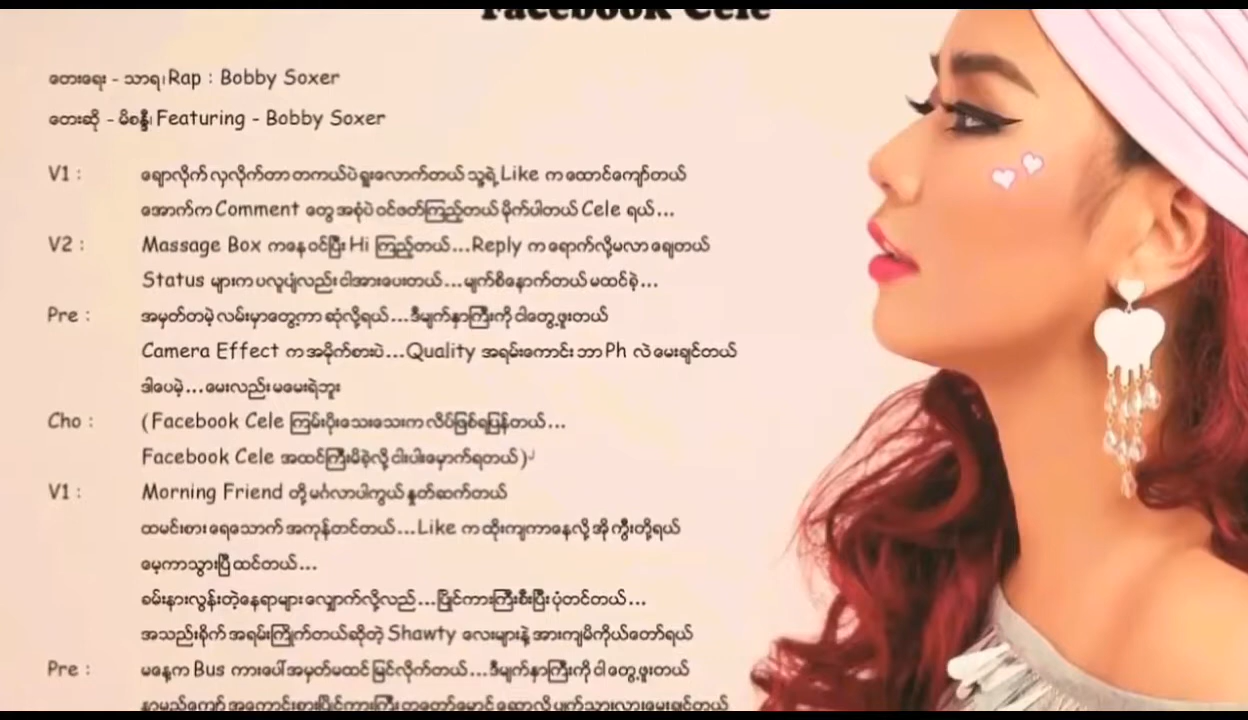 Facebook Cele
တေးရေး - သာရ၊ Rap : Bobby Soxer
တေးဆို - မိစန္ဒီ၊ Featuring - Bobby Soxer
V1 : ချောလိုက် လှလိုက်တာ တကယ်ပဲ ရူးလောက်တယ် သူ့ရဲ့ Like က ထောင်ကျော်တယ်
အောက်က Comment တွေ အစုံပဲ ဝင်ဖတ်ကြည့်တယ် မိုက်ပါတယ် Cele ရယ်...
V2 : Massage Box ကနေ ဝင်ပြီး Hi ကြည့်တယ်...Reply က ရောက်လို့မလာ ချေတယ်
Status များက ပလူပျံလည်း ငါအားပေးတယ်...မျက်စိနောက်တယ် မထင်ခဲ့...
Pre : အမှတ်တမဲ့ လမ်းမှာတွေ့ကာ ဆုံလို့ရယ်...ဒီမျက်နှာကြီးကို ငါတွေ့ဖူးတယ်
Camera Effect က အမိုက်စားပဲ...Quality အရမ်းကောင်း ဘာ Ph လဲ မေးချင်တယ်
ဒါပေမဲ့...မေးလည်း မမေးရဲဘူး
Cho : (Facebook Cele ကြမ်းပိုးသေးသေးက လိပ်ဖြစ်ရပြန်တယ်...
Facebook Cele အထင်ကြီးမိခဲ့လို့ ငါးပါးမှောက်ရတယ်)၂
V1 : Morning Friend တို့ မင်္ဂလာပါကွယ် နှုတ်ဆက်တယ်
ထမင်းစား ရေသောက် အကုန်တင်တယ်...Like က ထိုးကျကာနေလို့ အို ကွီးတို့ရယ်
မေ့ကာသွားပြီ ထင်တယ်...
ခမ်းနားလွန်းတဲ့နေရာများ လျှောက်လို့လည်...ပြိုင်ကားကြီးစီးပြီး ပုံတင်တယ်...
အသည်းခိုက် အရမ်းကြိုက်တယ်ဆိုတဲ့ Shawty လေးများနဲ့ အားကျမိကိုယ်တော်ရယ်
Pre : မနေ့က Bus ကားပေါ် အမှတ်မထင် မြင်လိုက်တယ်...ဒီမျက်နှာကြီးကို ငါ တွေ့ဖူးတယ်